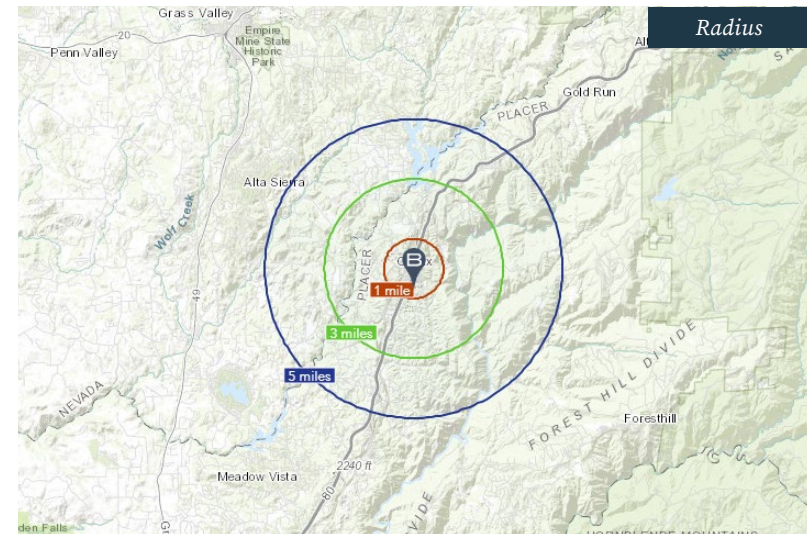 Radius
Grass Valley
20
Empire
Mine State
Historic
Park
Penn Valley
Gold Run
PLACER
Alta Sierra
Wolf Creek
PLACER
B
1 mile
49
3 miles
5 miles
NEVADA
FOREST HILL DIVIDE
Foresthill
2240 ft
Meadow Vista
80